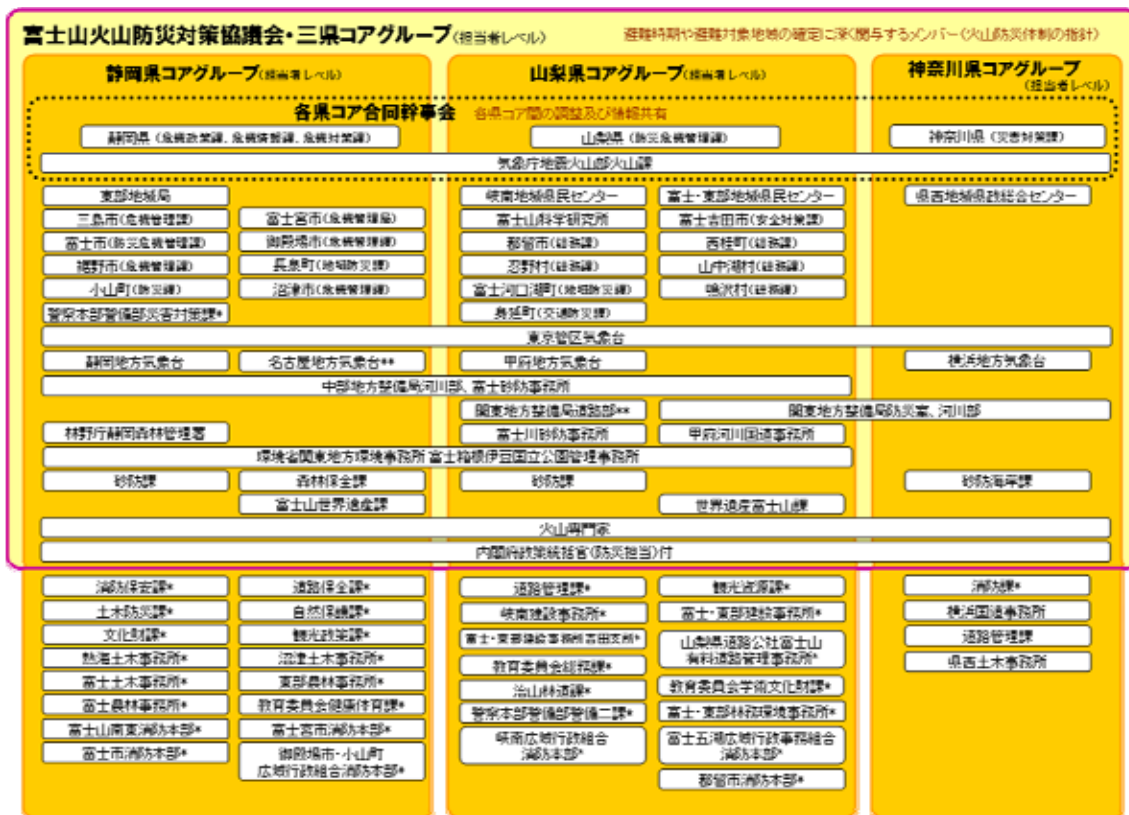 富士山火山防災対策協議会・三県コアグループ(担当者レベル)
避難時期や避難対象地域の確定に深く関与するメンバー(火山防災体制の指針)
静岡県コアグループ(担当者レベル)
山梨県コアグループ(担当者レベル)
神奈川県コアグループ
(担当者レベル)
各県コア合同幹事会 各県コア間の調整及び情報共有
静岡県(危機政策課、危機情報課、危機対策課)
山梨県(防災危機管理課)
神奈川県(災害対策課)
気象庁地震火山部火山課
東部地域局
三島市(危機管理課)
富士宮市(危機管理局)
富士市(防災危機管理課)
御殿場市(危機管理課)
裾野市(危機管理課)
長泉町(地域防災課)
小山町(防災課)
沼津市(危機管理課)
警察本部警備部災害対策課*
峡南地域県民センター
富士・東部地域県民センター
富士山科学研究所
富士吉田市(安全対策課)
都留市(総務課)
西桂町(総務課)
忍野村(総務課)
山中湖村(総務課)
富士河口湖町(地域防災課)
鳴沢村(総務課)
身延町(交通防災課)
県西地域県政総合センター
東京管区気象台
静岡地方気象台
名古屋地方気象台**
甲府地方気象台
横浜地方気象台
中部地方整備局河川部、富士砂防事務所
関東地方整備局道路部**
関東地方整備局防災室、河川部
林野庁静岡森林管理署
富士川砂防事務所
甲府河川国道事務所
環境省関東地方環境事務所 富士箱根伊豆国立公園管理事務所
砂防課
森林保全課
砂防課
砂防海岸課
富士山世界遺産課
世界遺産富士山課
火山専門家
内閣府政策統括官(防災担当)付
消防保安課*
道路保全課*
土木防災課*
自然保護課*
文化財課*
観光政策課*
熱海土木事務所*
沼津土木事務所*
富士土木事務所*
東部農林事務所*
富士農林事務所*
教育委員会健康体育課*
富士山南東消防本部*
富士宮市消防本部*
富士市消防本部*
御殿場市・小山町
広域行政組合消防本部*
道路管理課*
観光資源課*
峡南建設事務所*
富士・東部建設事務所*
富士・東部建設事務所吉田支所*
山梨県道路公社富士山
有料道路管理事務所*
教育委員会総務課*
治山林道課*
教育委員会学術文化財課*
警察本部警備部警備二課*
富士・東部林務環境事務所*
峡南広域行政組合
消防本部*
富士五湖広域行政事務組合
消防本部*
都留市消防本部*
消防課*
横浜国道事務所
道路管理課
県西土木事務所